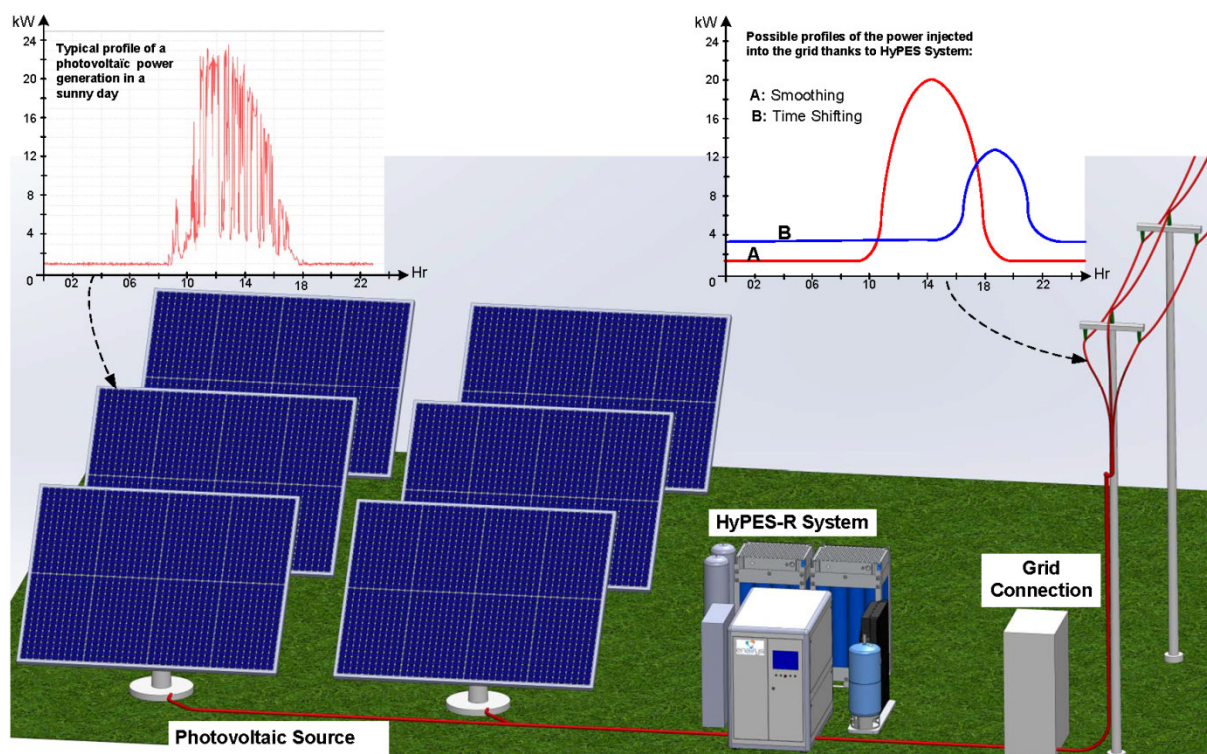 kW
Typical profile of a
photovoltaïc power
generation in a
sunny day
24
20
16
12
8
4
0
02
06
10
14
18
22
Hr
kW
Possible profiles of the power injected
into the grid thanks to HyPES System:
A: Smoothing
B: Time Shifting
24
20
16
12
8
4
0
B
A
02
06
10
14
18
22
Hr
HyPES-R System
enairys
Grid
Connection
Photovoltaic Source